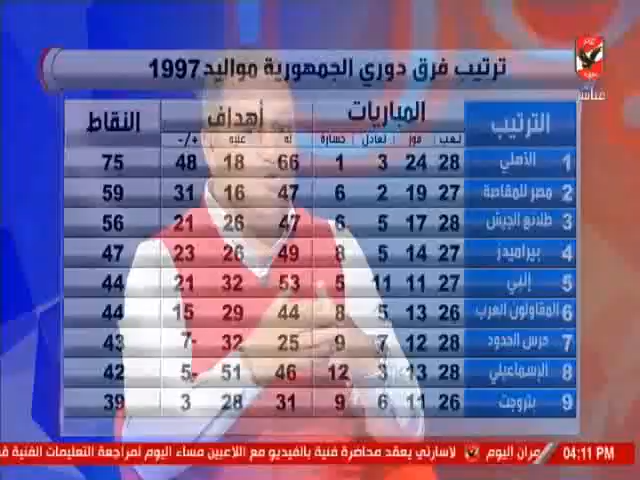 ترتيب فرق دوري الجمهورية مواليد 1997
مباشر
الترتيب المباريات أهداف النقاط
لعب فوز تعادل خسارة له عليه +/-
1 الأهلي 28 24 3 1 66 18 48 75
2 مصر للمقاصة 27 19 2 6 47 16 31 59
3 طلائع الجيش 28 17 5 6 47 26 21 56
4 بيراميدز 27 14 5 8 49 26 23 47
5 إنبي 27 11 11 5 53 32 21 44
6 المقاولون العرب 26 13 5 8 44 29 15 44
7 حرس الحدود 28 12 7 9 25 32 -7 43
8 الإسماعيلي 28 13 3 12 46 51 -5 42
9 بتروجت 26 11 6 9 31 28 3 39
04:11 PM مران اليوم لاسارتي يعقد محاضرة فنية بالفيديو مع اللاعبين مساء اليوم لمراجعة التعليمات الفنية